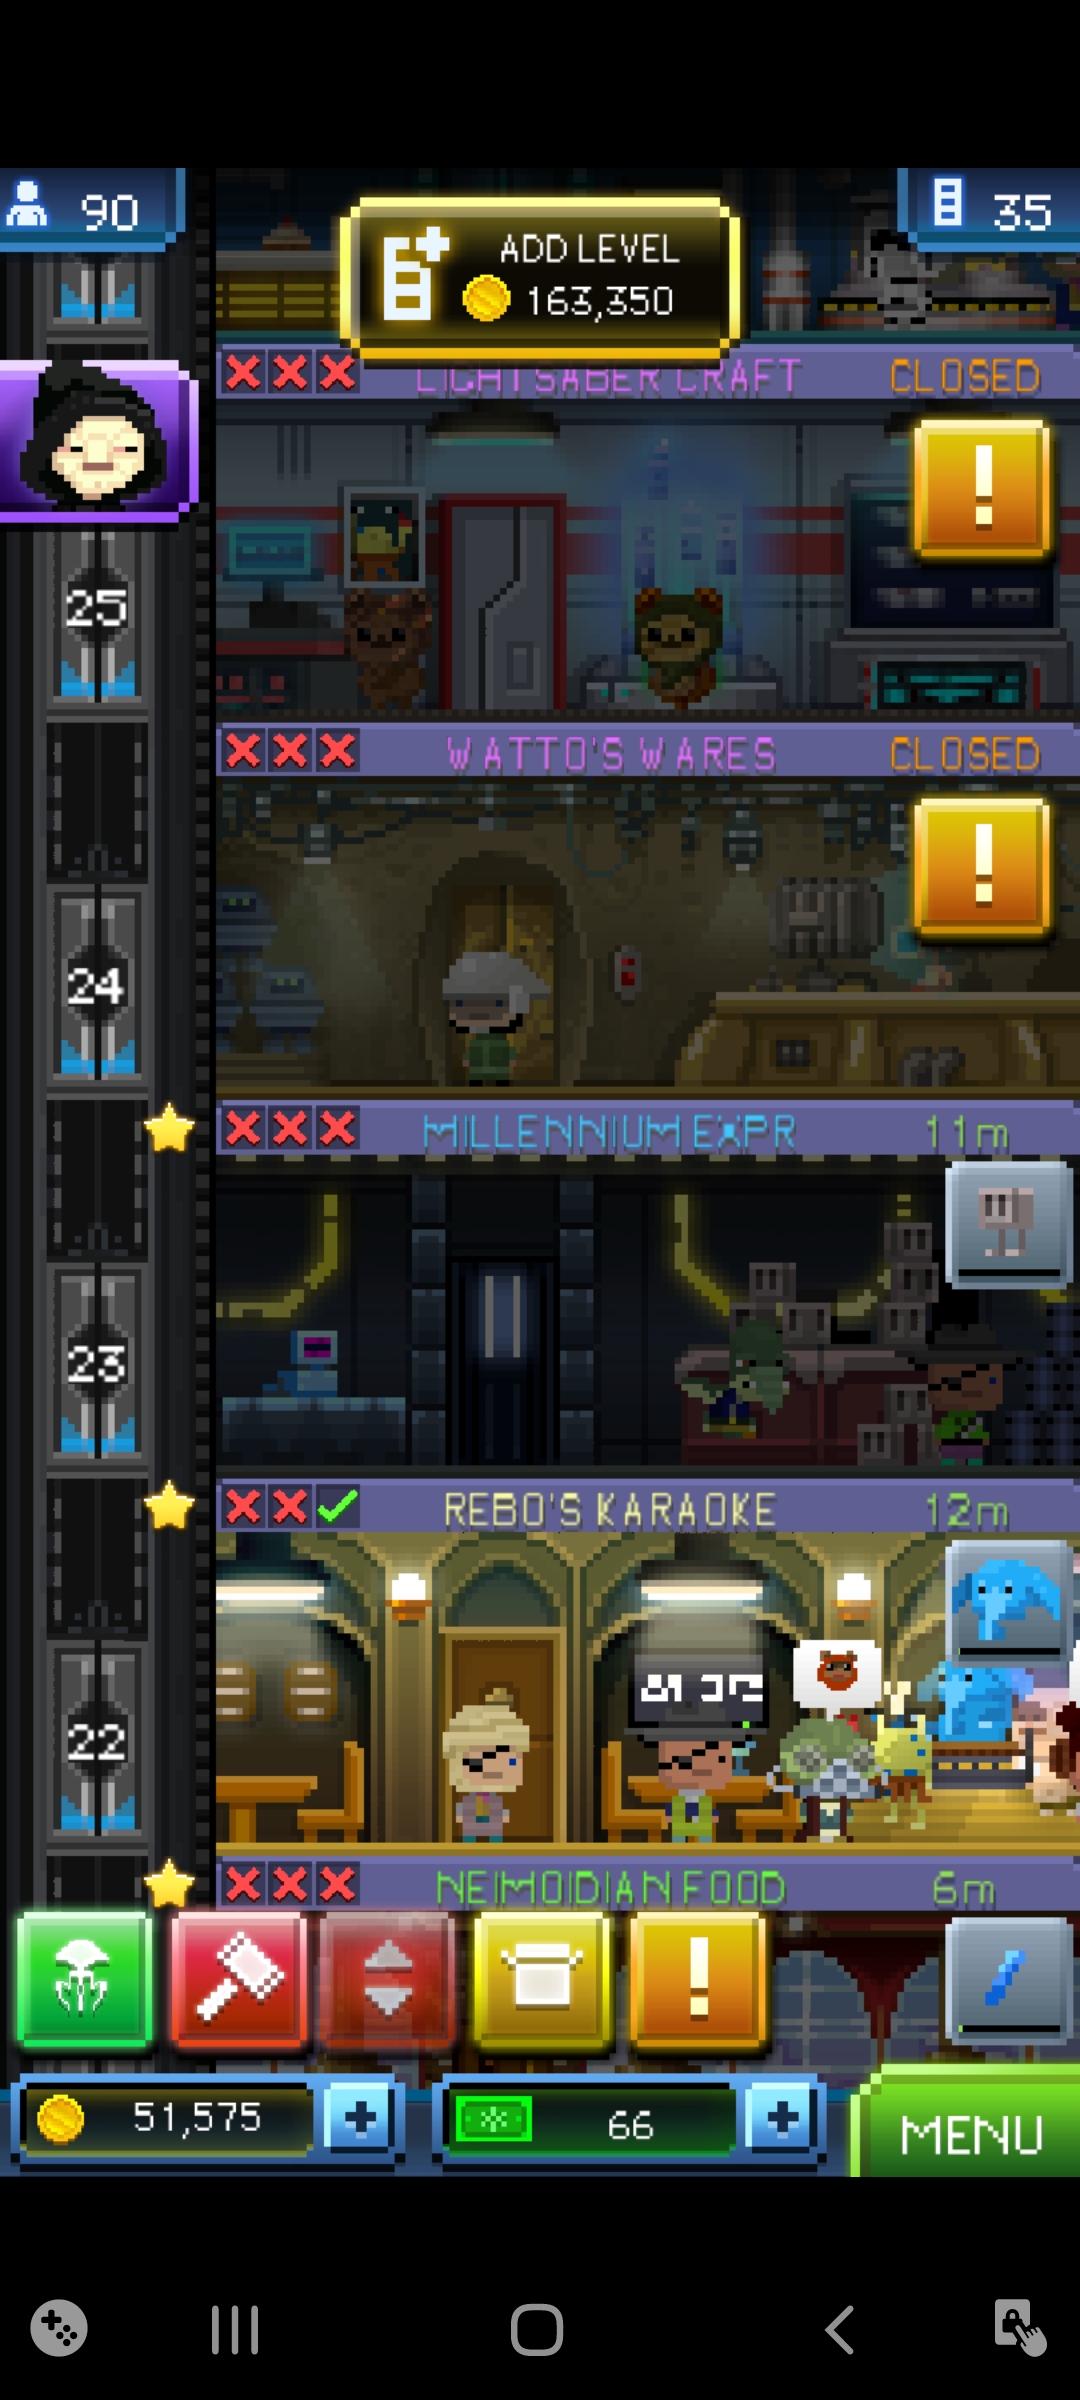 90
35
ADD LEVEL
163,350
LIGHTSABER CRAFT CLOSED
25
WATTO'S WARES CLOSED
24
MILLENNIUM EXPR 11m
23
REBO'S KARAOKE 12m
22
NEIMOIDIAN FOOD 6m
51,575
66
MENU